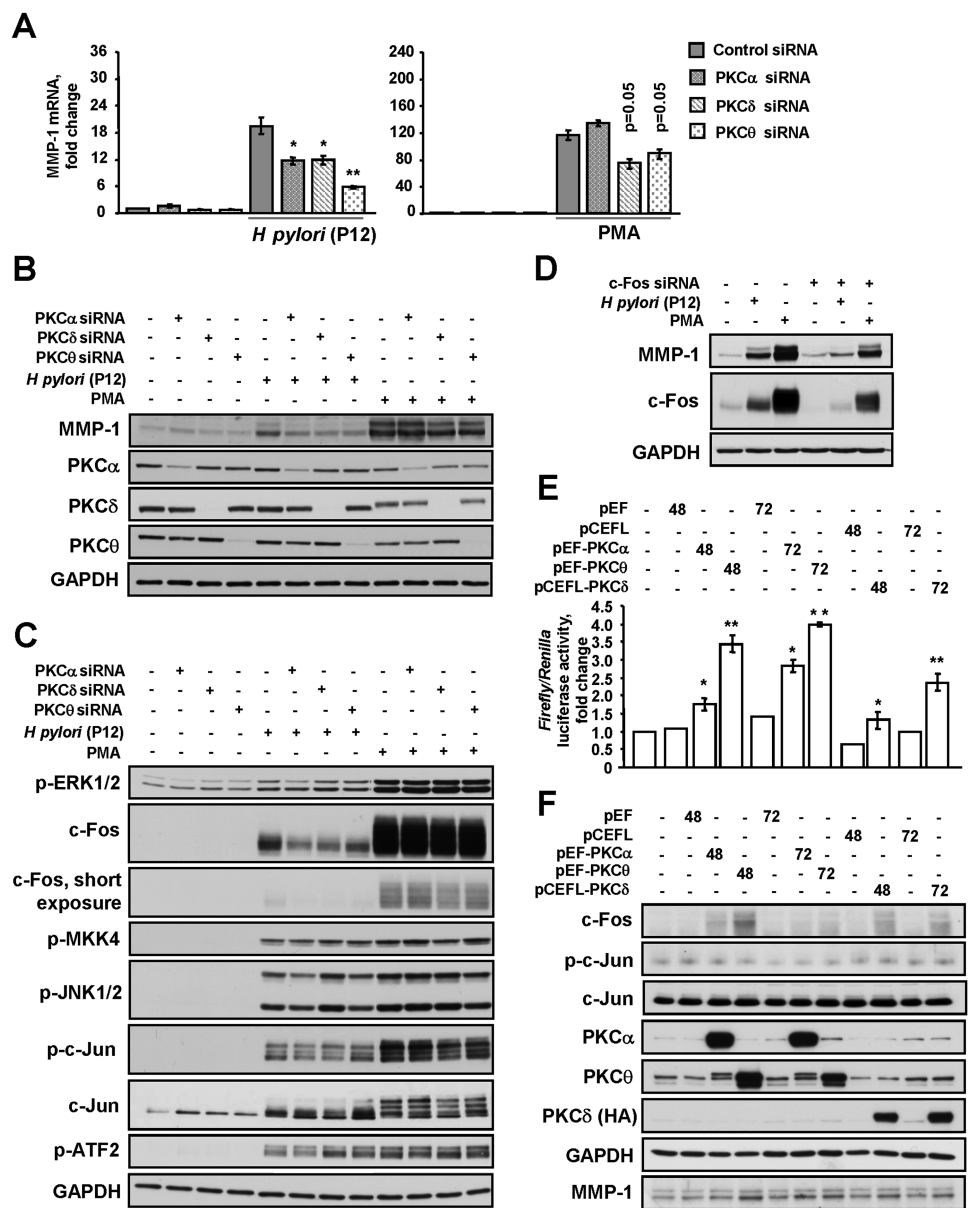 A
MMP-1 mRNA, fold change
36
30
24
18
12
6
0
* * **
H pylori (P12)
240
200
160
120
80
40
0
p=0.05 p=0.05
PMA
Control siRNA
PKCα siRNA
PKCδ siRNA
PKCθ siRNA
B
PKCα siRNA - + - - - + - - - + - -
PKCδ siRNA - - + - - - + - - - + -
PKCθ siRNA - - - + - - - + - - - +
H pylori (P12) - - - - + + + + - - - -
PMA - - - - - - - - + + + +
MMP-1
PKCα
PKCδ
PKCθ
GAPDH
C
PKCα siRNA - + - - - + - - - + - -
PKCδ siRNA - - + - - - + - - - + -
PKCθ siRNA - - - + - - - + - - - +
H pylori (P12) - - - - + + + + - - - -
PMA - - - - - - - - + + + +
p-ERK1/2
c-Fos
c-Fos, short exposure
p-MKK4
p-JNK1/2
p-c-Jun
c-Jun
p-ATF2
GAPDH
D
c-Fos siRNA - - - + + +
H pylori (P12) - + - - + -
PMA - - + - - +
MMP-1
c-Fos
GAPDH
E
pEF - 48 - - 72 - - - - - -
pCEFL - - - - - - - 48 - 72 -
pEF-PKCα - - 48 - - 72 - - - - -
pEF-PKCθ - - - 48 - - 72 - - - -
pCEFL-PKCδ - - - - - - - - 48 - 72
Firefly/Renilla luciferase activity, fold change
4.5
4.0
3.5
3.0
2.5
2.0
1.5
1.0
0.5
0.0
* ** * ** * **
F
pEF - 48 - - 72 - - - - - -
pCEFL - - - - - - - 48 - 72 -
pEF-PKCα - - 48 - - 72 - - - - -
pEF-PKCθ - - - 48 - - 72 - - - -
pCEFL-PKCδ - - - - - - - - 48 - 72
c-Fos
p-c-Jun
c-Jun
PKCα
PKCθ
PKCδ (HA)
GAPDH
MMP-1